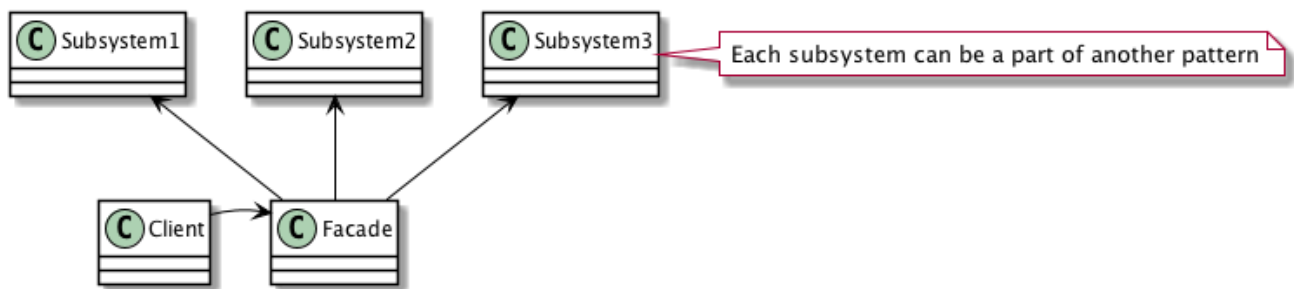 C Subsystem1
C Subsystem2
C Subsystem3
Each subsystem can be a part of another pattern
C Client
C Facade